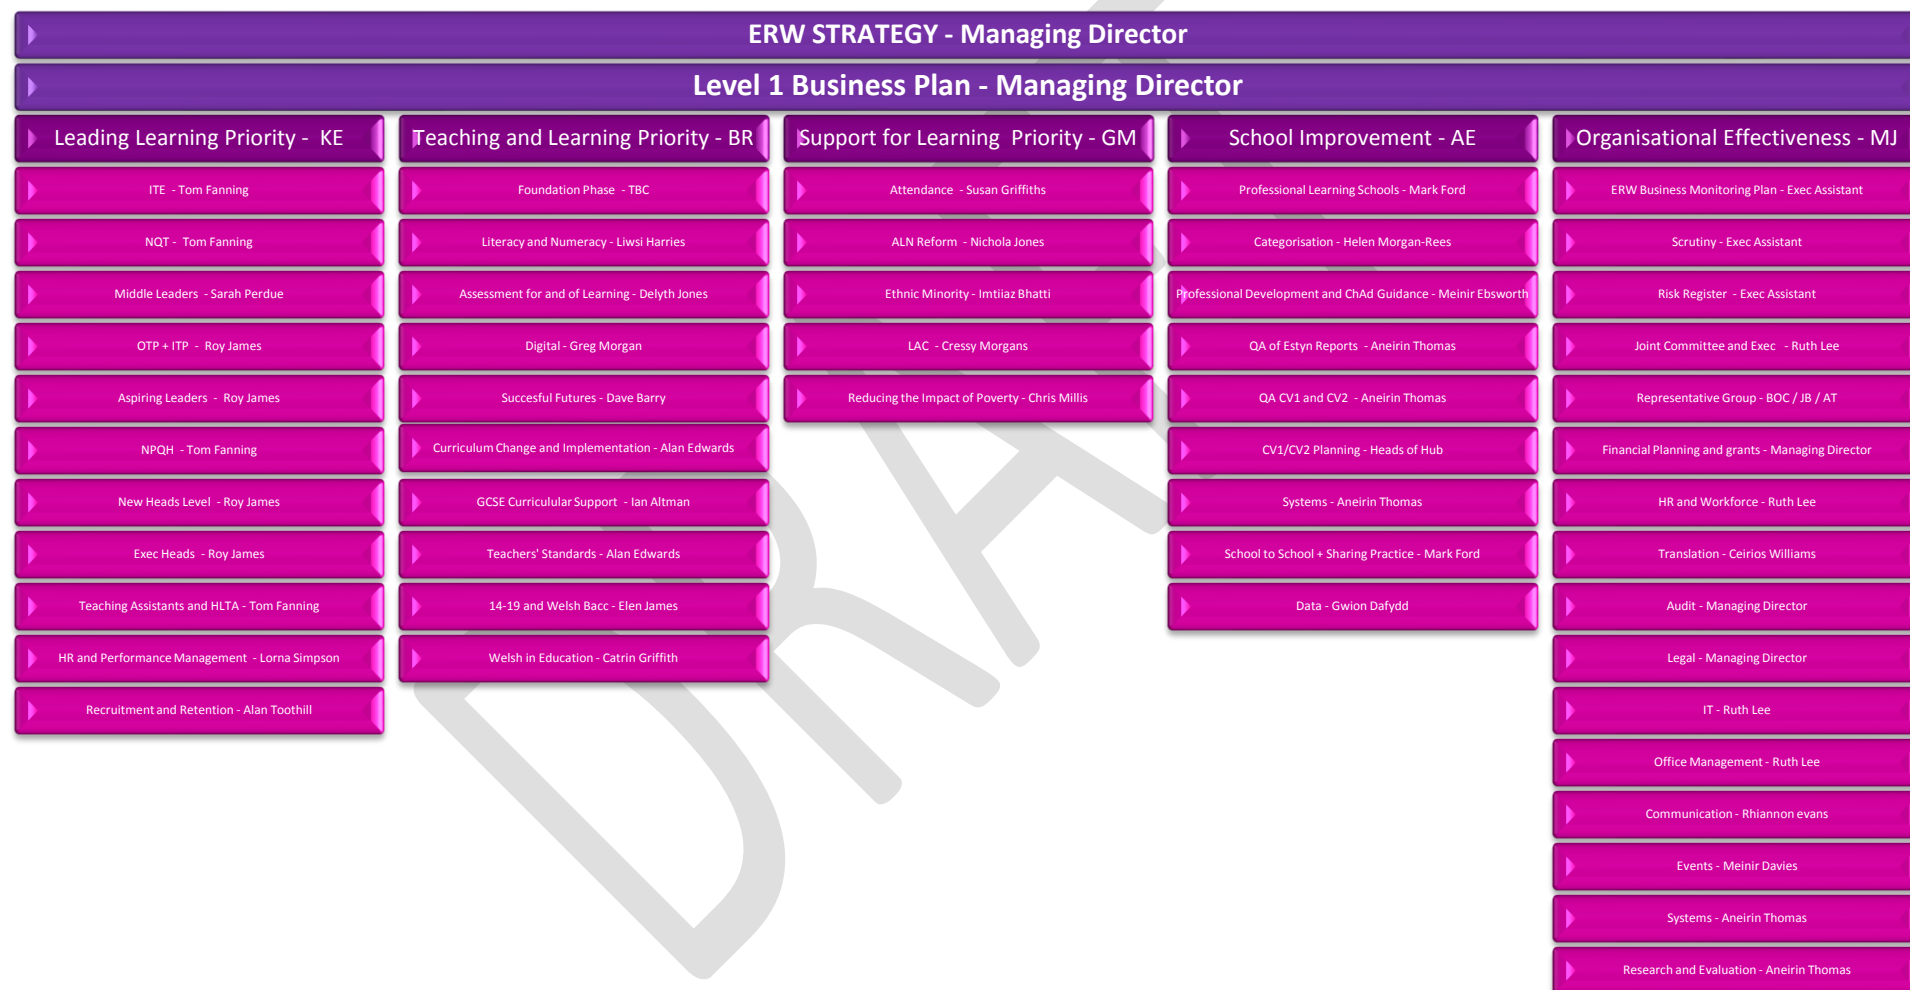 ERW STRATEGY - Managing Director
Level 1 Business Plan - Managing Director
Leading Learning Priority - KE
ITE - Tom Fanning
NQT - Tom Fanning
Middle Leaders - Sarah Perdue
OTP + ITP - Roy James
Aspiring Leaders - Roy James
NPQH - Tom Fanning
New Heads Level - Roy James
Exec Heads - Roy James
Teaching Assistants and HLTA - Tom Fanning
HR and Performance Management - Lorna Simpson
Recruitment and Retention - Alan Toothill
Teaching and Learning Priority - BR
Foundation Phase - TBC
Literacy and Numeracy - Liwsi Harries
Assessment for and of Learning - Delyth Jones
Digital - Greg Morgan
Succesful Futures - Dave Barry
Curriculum Change and Implementation - Alan Edwards
GCSE Curriculular Support - Ian Altman
Teachers' Standards - Alan Edwards
14-19 and Welsh Bacc - Elen James
Welsh in Education - Catrin Griffith
Support for Learning Priority - GM
Attendance - Susan Griffiths
ALN Reform - Nichola Jones
Ethnic Minority - Imtiiaz Bhatti
LAC - Cressy Morgans
Reducing the Impact of Poverty - Chris Millis
School Improvement - AE
Professional Learning Schools - Mark Ford
Categorisation - Helen Morgan-Rees
Professional Development and ChAd Guidance - Meinir Ebsworth
QA of Estyn Reports - Aneirin Thomas
QA CV1 and CV2 - Aneirin Thomas
CV1/CV2 Planning - Heads of Hub
Systems - Aneirin Thomas
School to School + Sharing Practice - Mark Ford
Data - Gwion Dafydd
Organisational Effectiveness - MJ
ERW Business Monitoring Plan - Exec Assistant
Scrutiny - Exec Assistant
Risk Register - Exec Assistant
Joint Committee and Exec - Ruth Lee
Representative Group - BOC / JB / AT
Financial Planning and grants - Managing Director
HR and Workforce - Ruth Lee
Translation - Ceirios Williams
Audit - Managing Director
Legal - Managing Director
IT - Ruth Lee
Office Management - Ruth Lee
Communication - Rhiannon evans
Events - Meinir Davies
Systems - Aneirin Thomas
Research and Evaluation - Aneirin Thomas
DRA